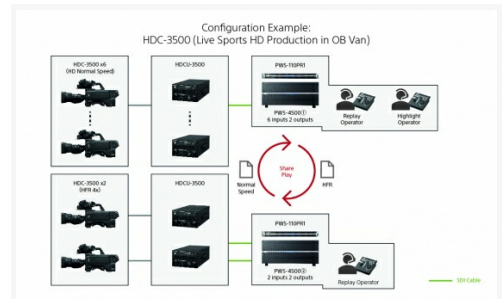 Configuration Example:
HDC-3500 (Live Sports HD Production in OB Van)
HDC-3500 x6
(HD Normal Speed)
HDCU-3500
PWS-110PR1
PWS-4500①
6 inputs 2 outputs
Replay
Operator
Highlight
Operator
Share
Play
Normal
Speed
HFR
HDC-3500 x2
(HFR 4x)
HDCU-3500
PWS-110PR1
PWS-4500②
2 inputs 2 outputs
Replay Operator
SDI Cable